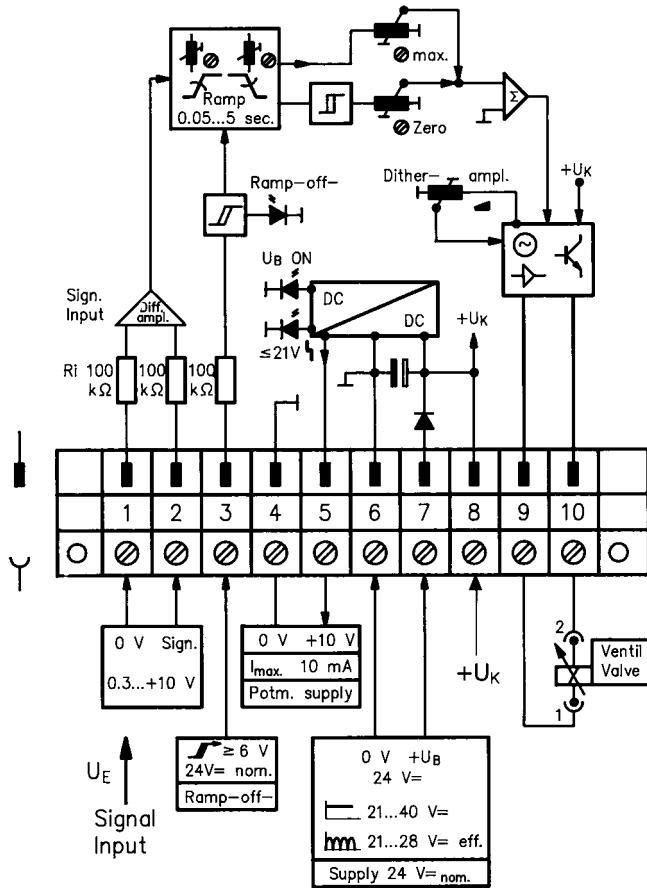 max.
Ramp
0.05...5 sec.
Zero
Σ
Ramp-off-
Dither- ampl.
+UK
UB ON
DC
DC
+UK
≤21V
Sign.
Input
Diff.
ampl.
Ri 100
kΩ
100
kΩ
100
kΩ
1 2 3 4 5 6 7 8 9 10
0 V Sign.
0.3...+10 V
0 V +10 V
Imax. 10 mA
Potm. supply
+UK
2
1
Ventil
Valve
UE
Signal
Input
≥ 6 V
24V= nom.
Ramp-off-
0 V +UB
24 V=
21...40 V=
21...28 V= eff.
Supply 24 V=nom.